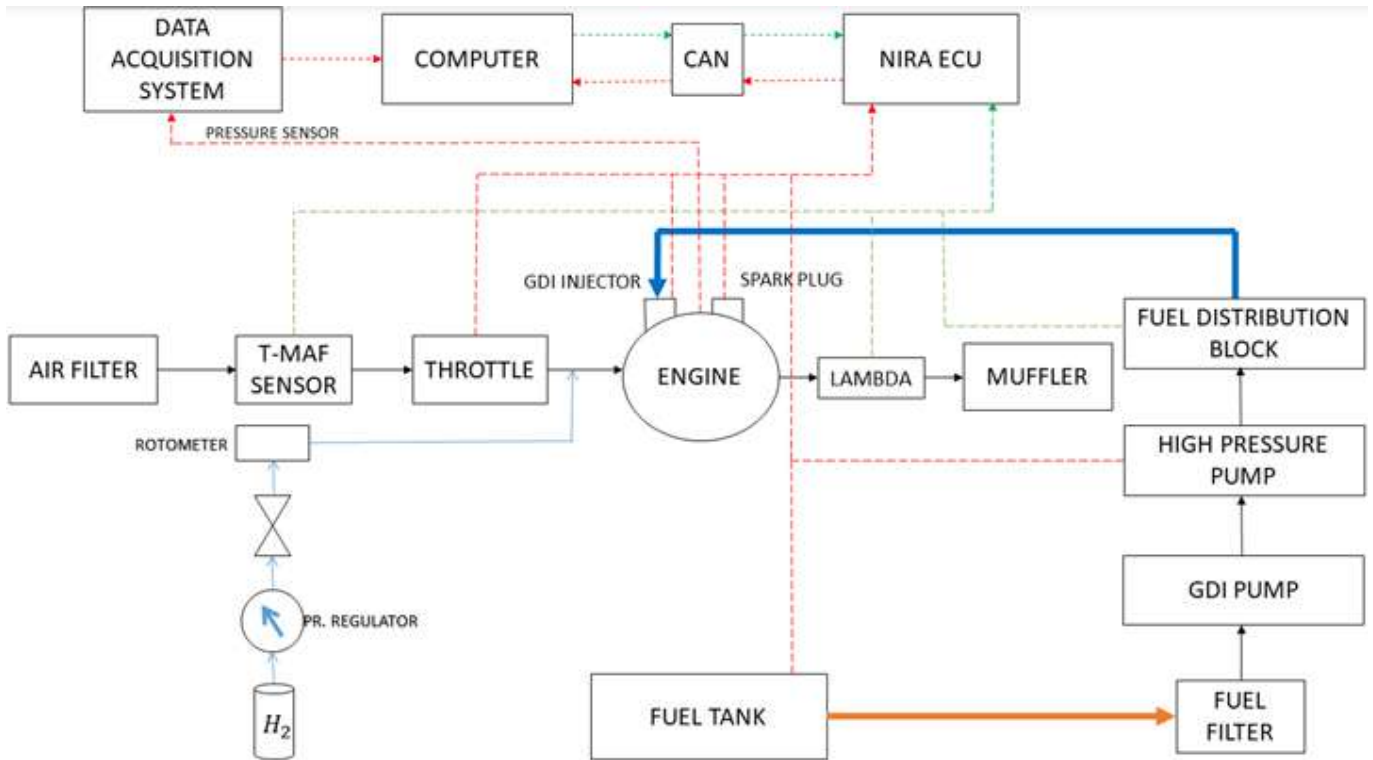 DATA
ACQUISITION
SYSTEM
COMPUTER
CAN
NIRA ECU
PRESSURE SENSOR
GDI INJECTOR
SPARK PLUG
AIR FILTER
T-MAF
SENSOR
THROTTLE
ENGINE
LAMBDA
MUFFLER
FUEL DISTRIBUTION
BLOCK
ROTOMETER
HIGH PRESSURE
PUMP
GDI PUMP
PR. REGULATOR
H₂
FUEL TANK
FUEL
FILTER